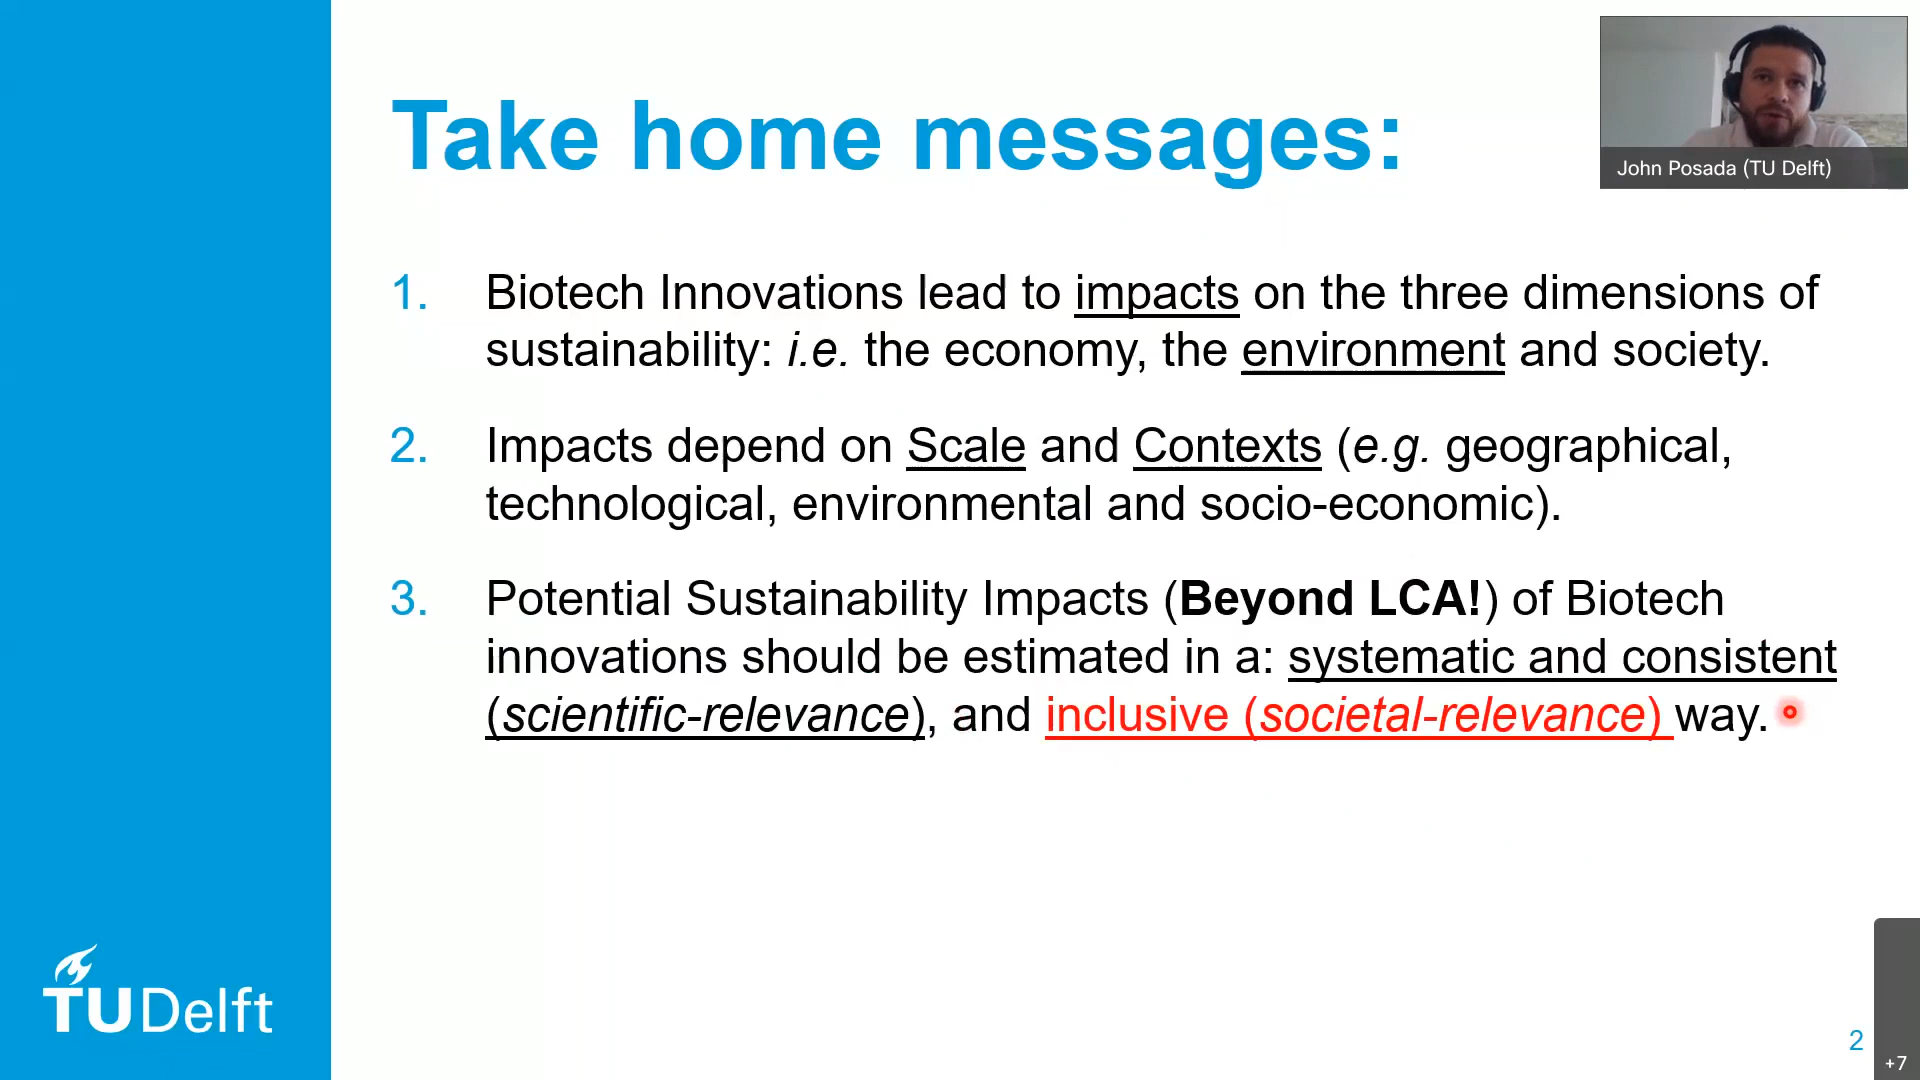 Take home messages:
John Posada (TU Delft)
1. Biotech Innovations lead to impacts on the three dimensions of
sustainability: i.e. the economy, the environment and society.
2. Impacts depend on Scale and Contexts (e.g. geographical,
technological, environmental and socio-economic).
3. Potential Sustainability Impacts (Beyond LCA!) of Biotech
innovations should be estimated in a: systematic and consistent
(scientific-relevance), and inclusive (societal-relevance) way.
TU Delft
2
+7